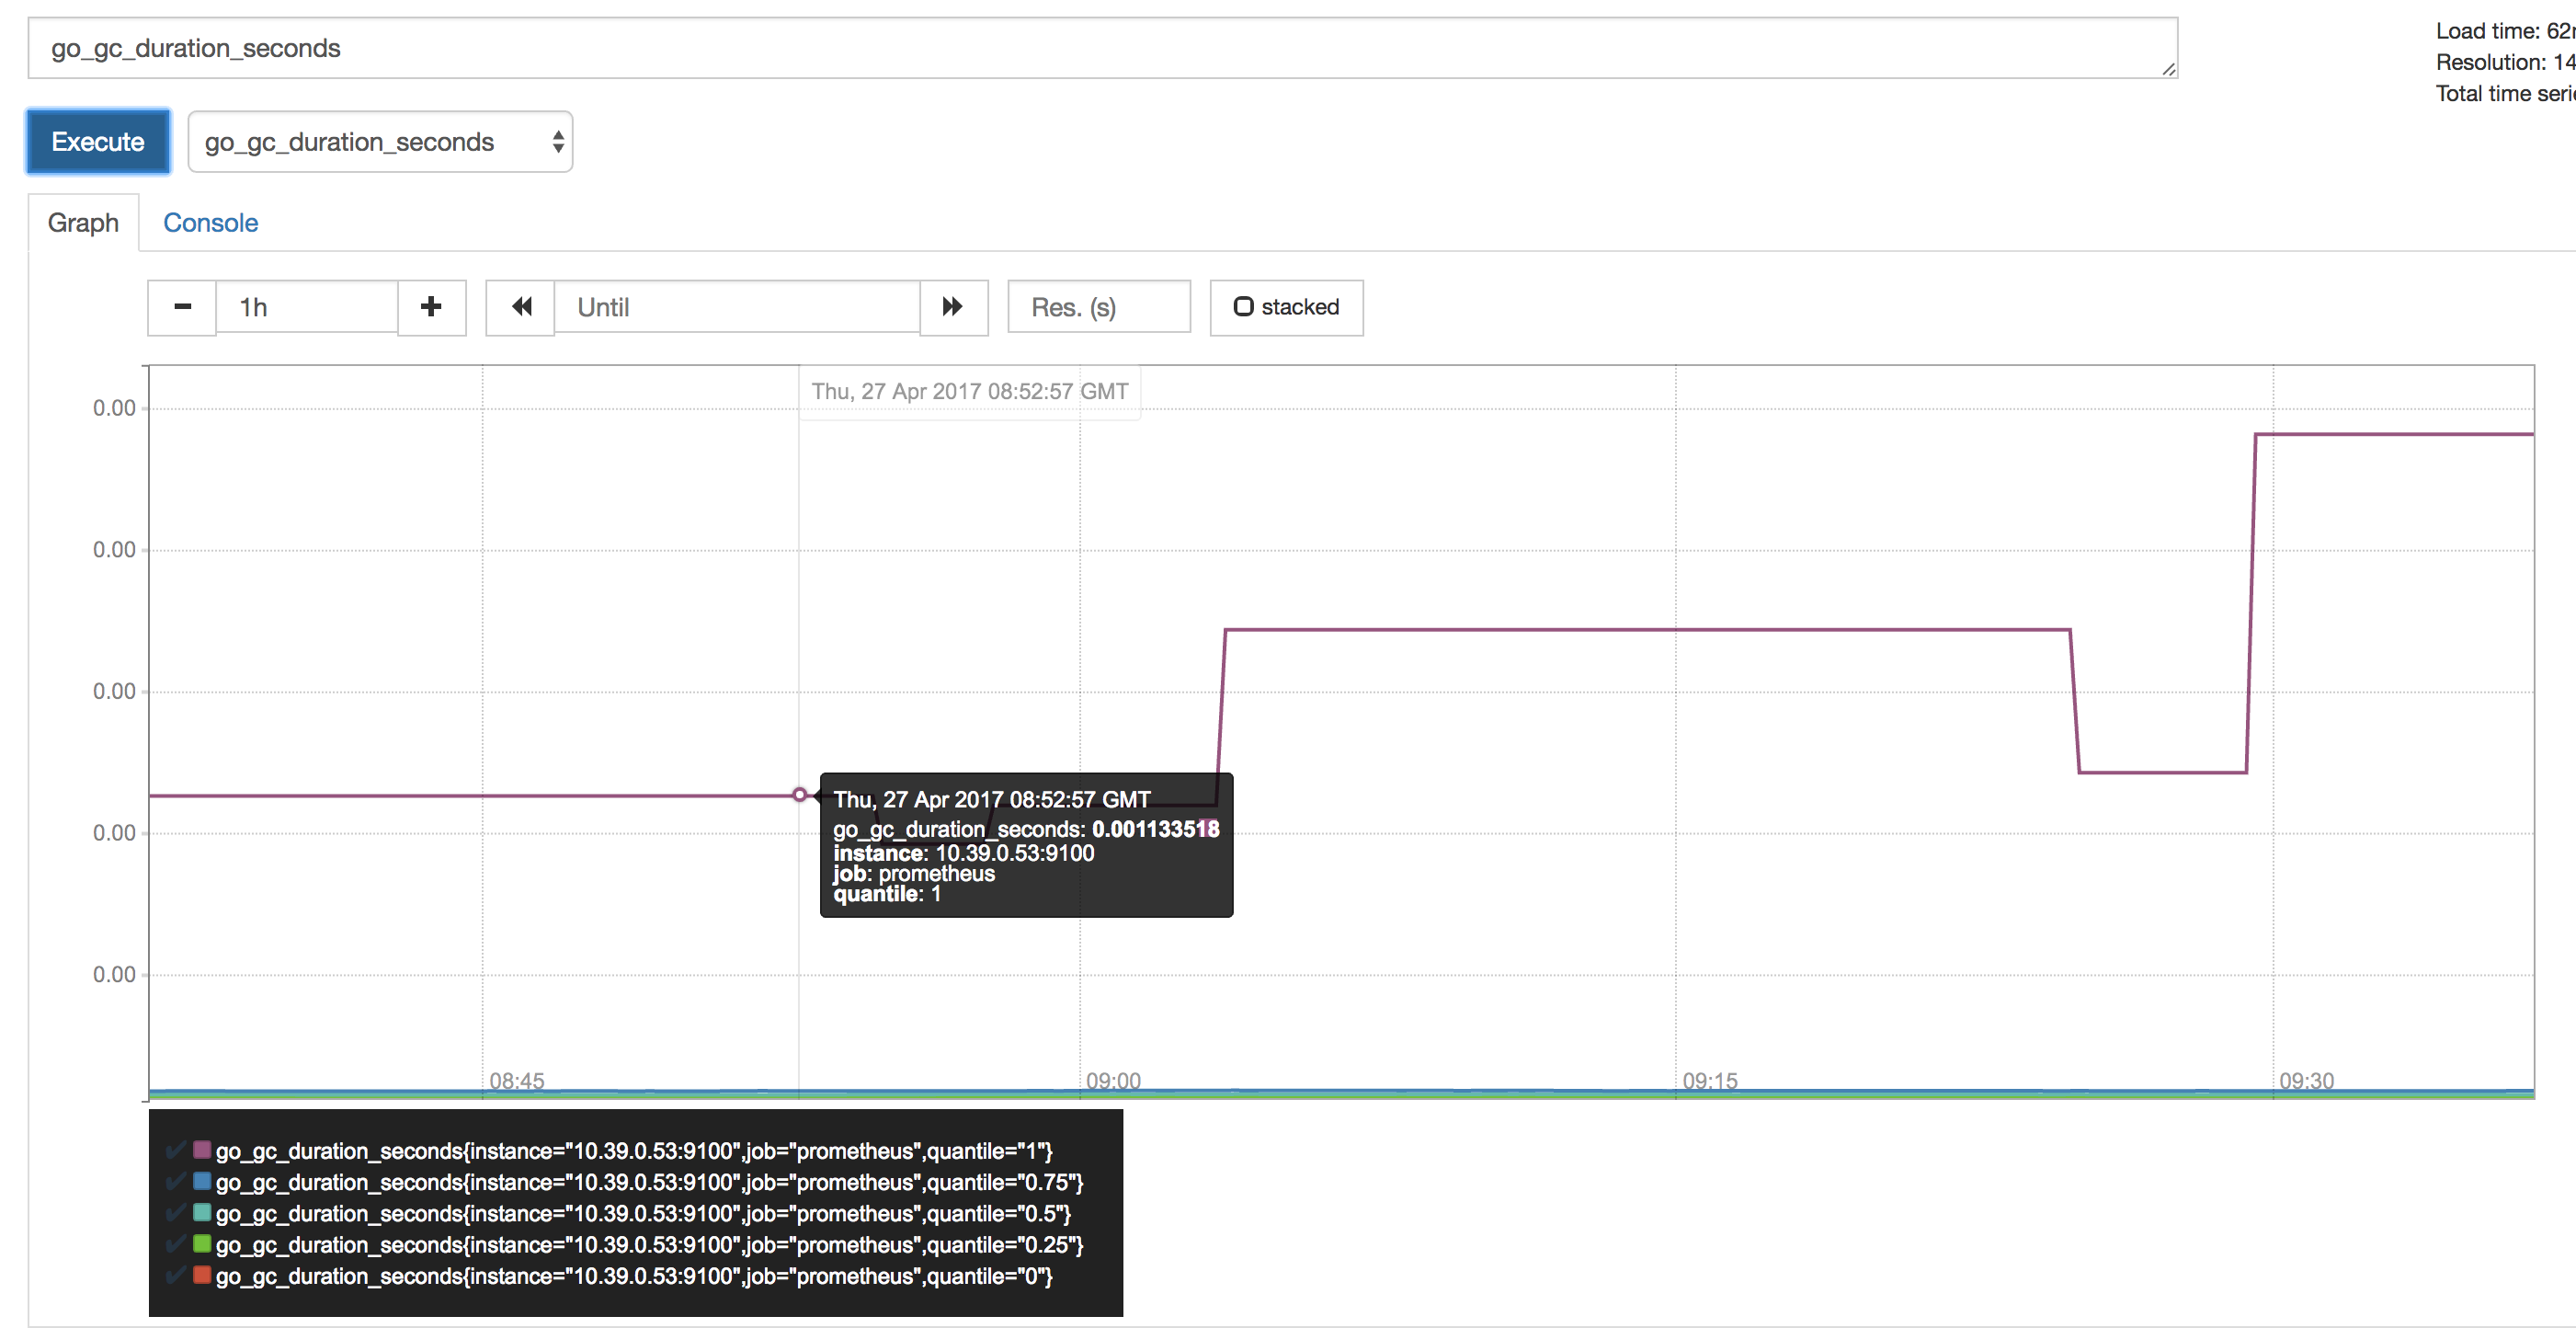 go_gc_duration_seconds
Load time: 62
Resolution: 14
Total time
Execute
go_gc_duration_seconds
Graph
Console
1h
Until
Res. (s)
stacked
Thu, 27 Apr 2017 08:52:57 GMT
0.00
0.00
0.00
0.00
0.00
Thu, 27 Apr 2017 08:52:57 GMT
go_gc_duration_seconds: 0.001133518
instance: 10.39.0.53:9100
job: prometheus
quantile: 1
08:45
09:00
09:15
09:30
go_gc_duration_seconds{instance="10.39.0.53:9100",job="prometheus",quantile="1"}
go_gc_duration_seconds{instance="10.39.0.53:9100",job="prometheus",quantile="0.75"}
go_gc_duration_seconds{instance="10.39.0.53:9100",job="prometheus",quantile="0.5"}
go_gc_duration_seconds{instance="10.39.0.53:9100",job="prometheus",quantile="0.25"}
go_gc_duration_seconds{instance="10.39.0.53:9100",job="prometheus",quantile="0"}